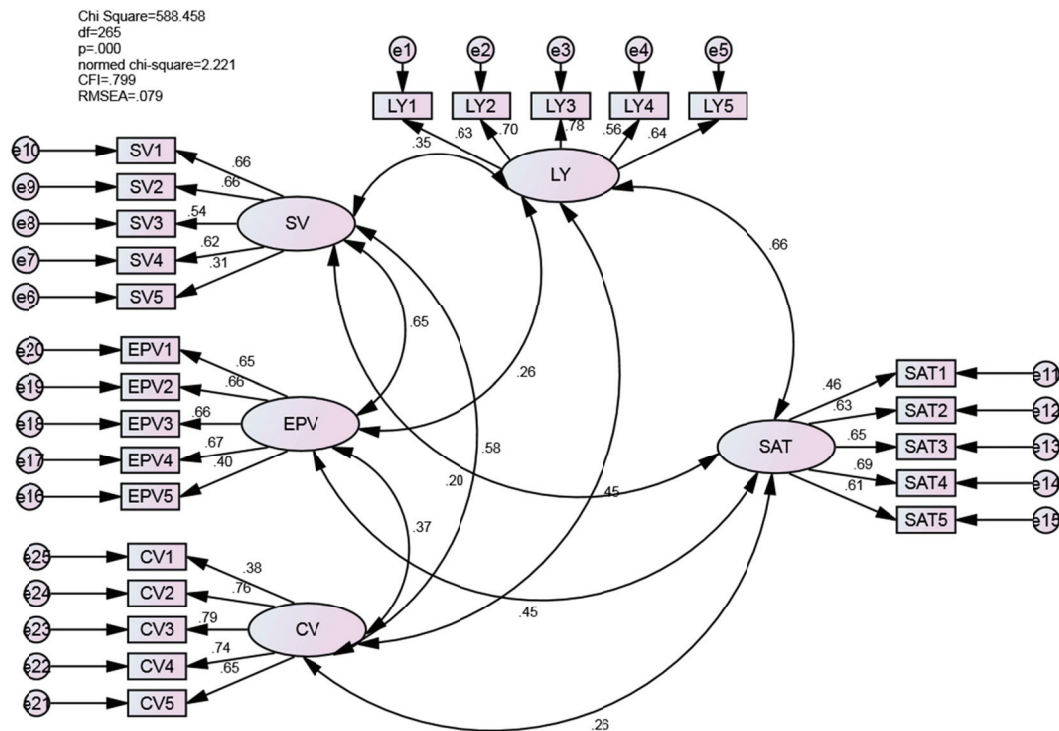 Chi Square=588.458
df=265
p=.000
normed chi-square=2.221
CFI=.799
RMSEA=.079
e1 e2 e3 e4 e5
LY1 LY2 LY3 LY4 LY5
.35 .63 .70 .78 .56 .64
LY
e10 SV1 .66
e9 SV2 .66
e8 SV3 .54
SV
e7 SV4 .62
e6 SV5 .31
.66
.65
.26
e20 EPV1 .65
e19 EPV2 .66
e18 EPV3 .66
EPV
e17 EPV4 .67
e16 EPV5 .40
.58
.20
.45
.37
SAT
.46 SAT1 e11
.63 SAT2 e12
.65 SAT3 e13
.69 SAT4 e14
.61 SAT5 e15
e25 CV1 .38
e24 CV2 .76
e23 CV3 .79
CV
e22 CV4 .74
e21 CV5 .65
.45
.26